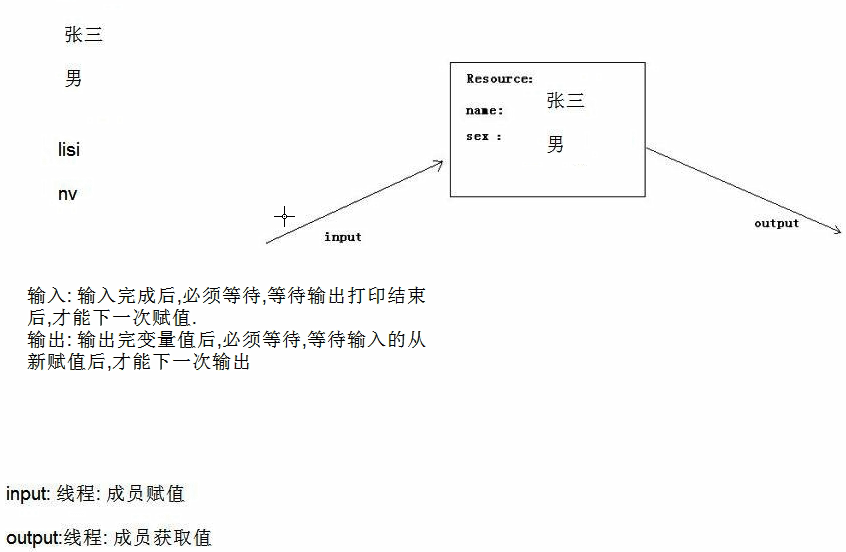 张三
男
lisi
nv
Resource:
name: 张三
sex : 男
input
output
输入: 输入完成后,必须等待,等待输出打印结束
后,才能下一次赋值.
输出: 输出完变量值后,必须等待,等待输入的从
新赋值后,才能下一次输出
input: 线程: 成员赋值
output:线程: 成员获取值